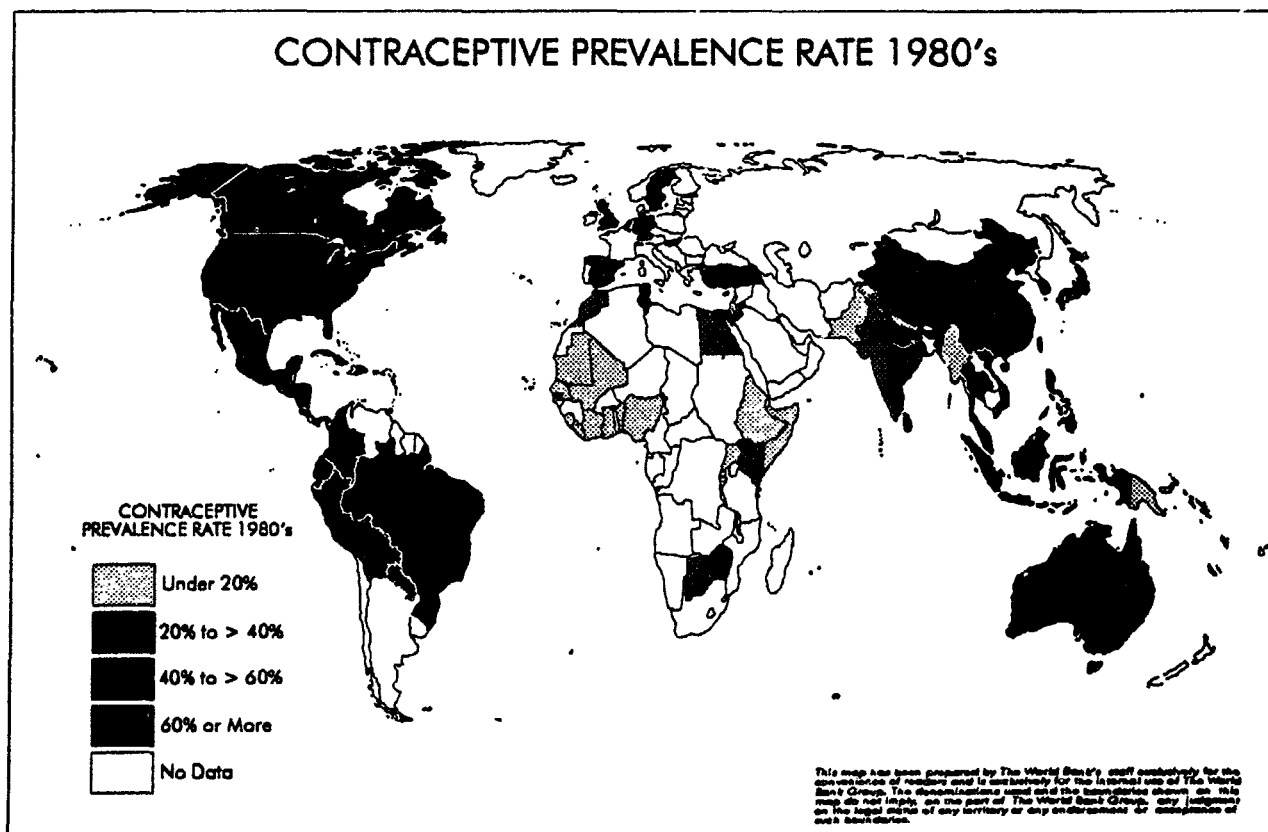 CONTRACEPTIVE PREVALENCE RATE 1980's
CONTRACEPTIVE
PREVALENCE RATE 1980's
Under 20%
20% to > 40%
40% to > 60%
60% or More
No Data
This map has been prepared by The World Bank's staff exclusively for the
convenience of readers and is exclusively for the internal use of The World
Bank Group. The denominations used and the boundaries shown on this
map do not imply, on the part of The World Bank Group, any judgment
on the legal status of any territory or any endorsement or acceptance of
such boundaries.